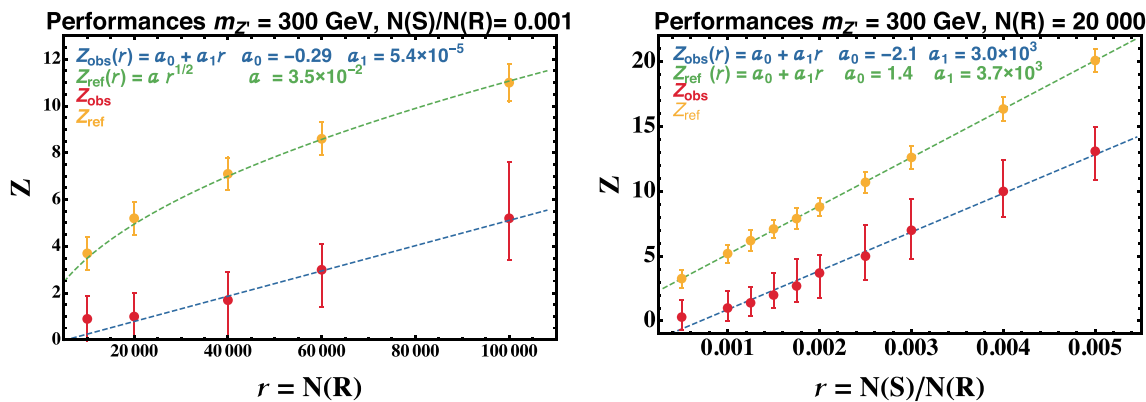 Performances m_Z' = 300 GeV, N(S)/N(R)= 0.001
Z_obs(r) = a_0 + a_1r a_0 = −0.29 a_1 = 5.4×10^-5
Z_ref(r) = a r^1/2 a = 3.5×10^-2
Z_obs
Z_ref
Z
12
10
8
6
4
2
0
20 000 40 000 60 000 80 000 100 000
r = N(R)
Performances m_Z' = 300 GeV, N(R) = 20 000
Z_obs(r) = a_0 + a_1r a_0 = −2.1 a_1 = 3.0×10^3
Z_ref (r) = a_0 + a_1r a_0 = 1.4 a_1 = 3.7×10^3
Z_obs
Z_ref
Z
20
15
10
5
0
0.001 0.002 0.003 0.004 0.005
r = N(S)/N(R)